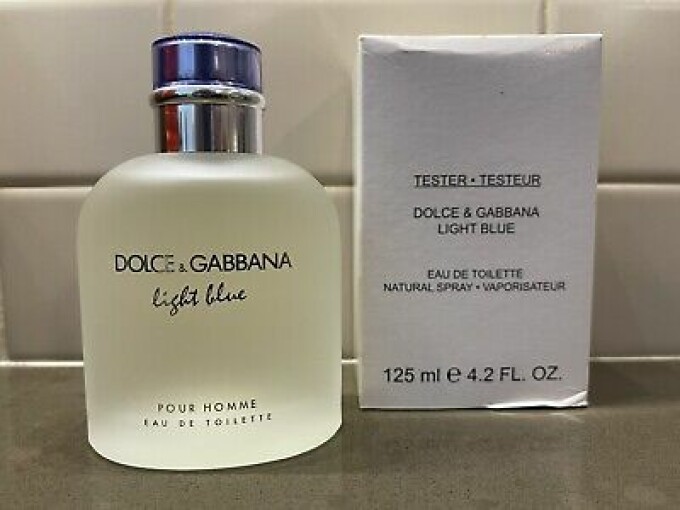 DOLCE & GABBANA
light blue
POUR HOMME
EAU DE TOILETTE
TESTER • TESTEUR
DOLCE & GABBANA
LIGHT BLUE
EAU DE TOILETTE
NATURAL SPRAY • VAPORISATEUR
125 ml ℮ 4.2 FL. OZ.